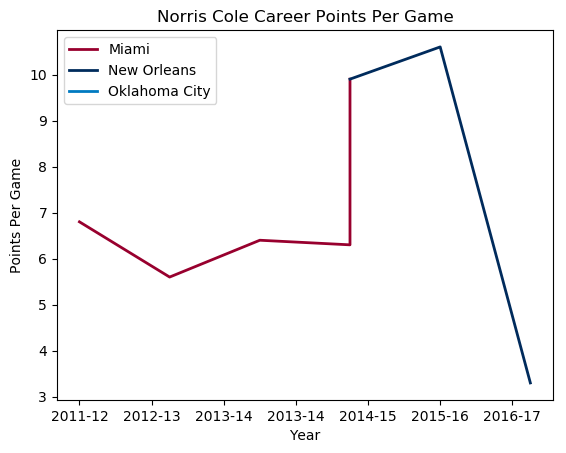 Norris Cole Career Points Per Game
Miami
New Orleans
Oklahoma City
10
9
8
7
6
5
4
3
Points Per Game
2011-12 2012-13 2013-14 2013-14 2014-15 2015-16 2016-17
Year